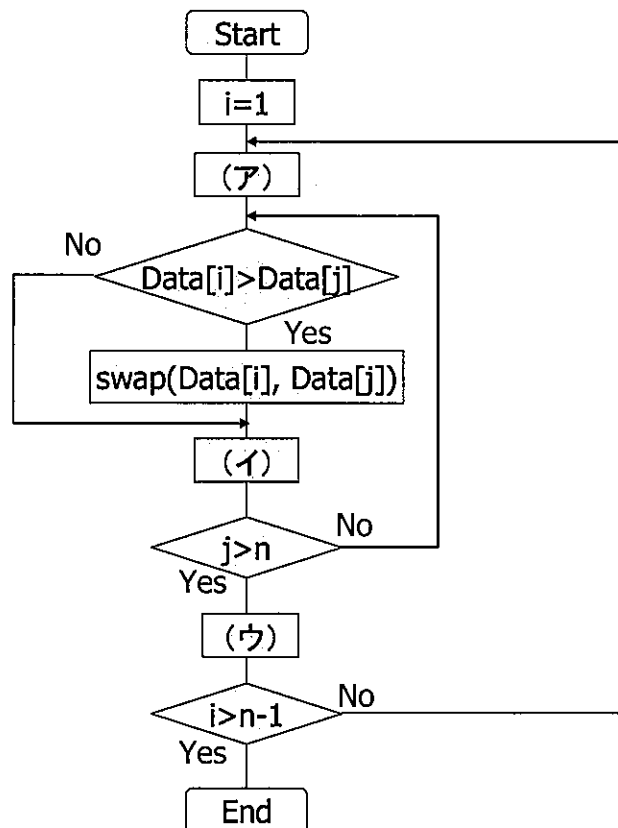 Start
i=1
(ア)
No
Data[i]>Data[j]
Yes
swap(Data[i], Data[j])
(イ)
No
j>n
Yes
(ウ)
No
i>n-1
Yes
End